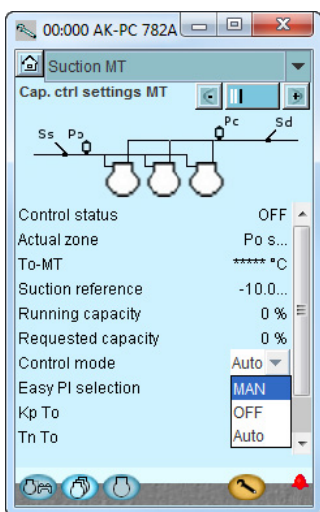 00:000 AK-PC 782A
Suction MT
Cap. ctrl settings MT
Pc Sd
Ss Po
Control status OFF
Actual zone Po s...
To-MT ***** °C
Suction reference -10.0...
Running capacity 0 %
Requested capacity 0 %
Control mode Auto
Easy PI selection MAN
Kp To OFF
Tn To Auto